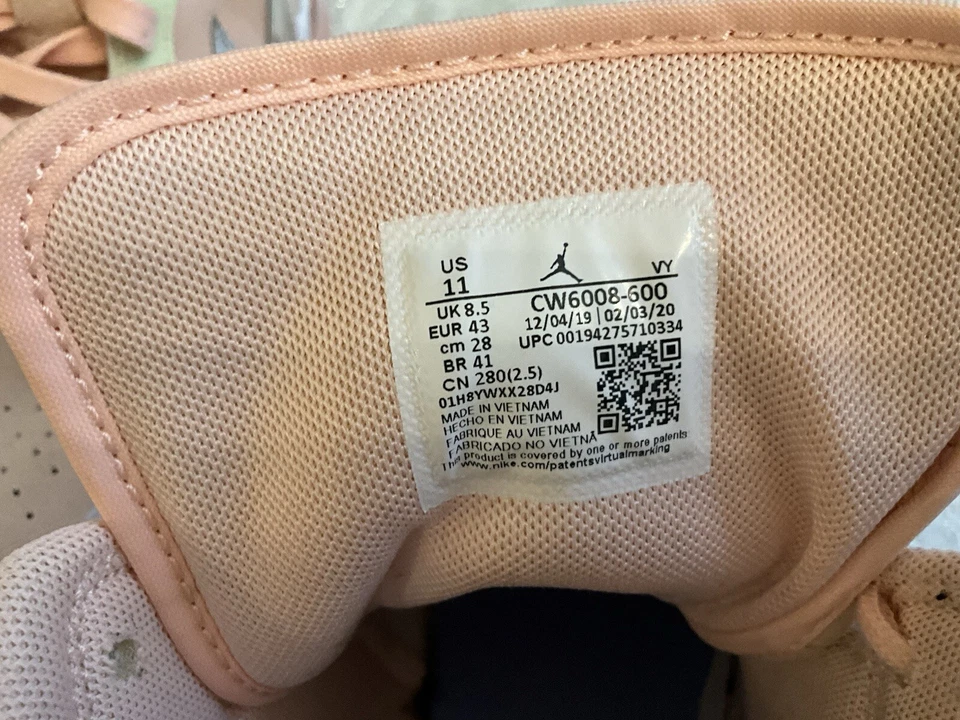 US
11
VY
UK 8.5
CW6008-600
EUR 43
12/04/19 | 02/03/20
cm 28
UPC 00194275710334
BR 41
CN 280(2.5)
01H8YWXX28D4J
MADE IN VIETNAM
HECHO EN VIETNAM
FABRIQUE AU VIETNAM
FABRICADO NO VIETNÃ
This product is covered by one or more patents
www.nike.com/patentsvirtualmarking